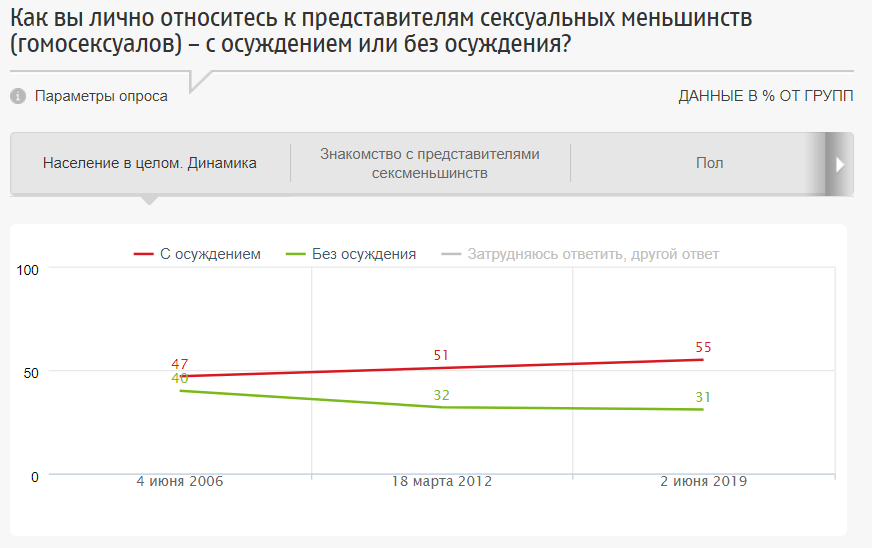 Как вы лично относитесь к представителям сексуальных меньшинств
(гомосексуалов) – с осуждением или без осуждения?
Параметры опроса
ДАННЫЕ В % ОТ ГРУПП
Население в целом. Динамика
Знакомство с представителями
сексменьшинств
Пол
С осуждением
Без осуждения
Затрудняюсь ответить, другой ответ
100
50
0
47
51
55
40
32
31
4 июня 2006
18 марта 2012
2 июня 2019